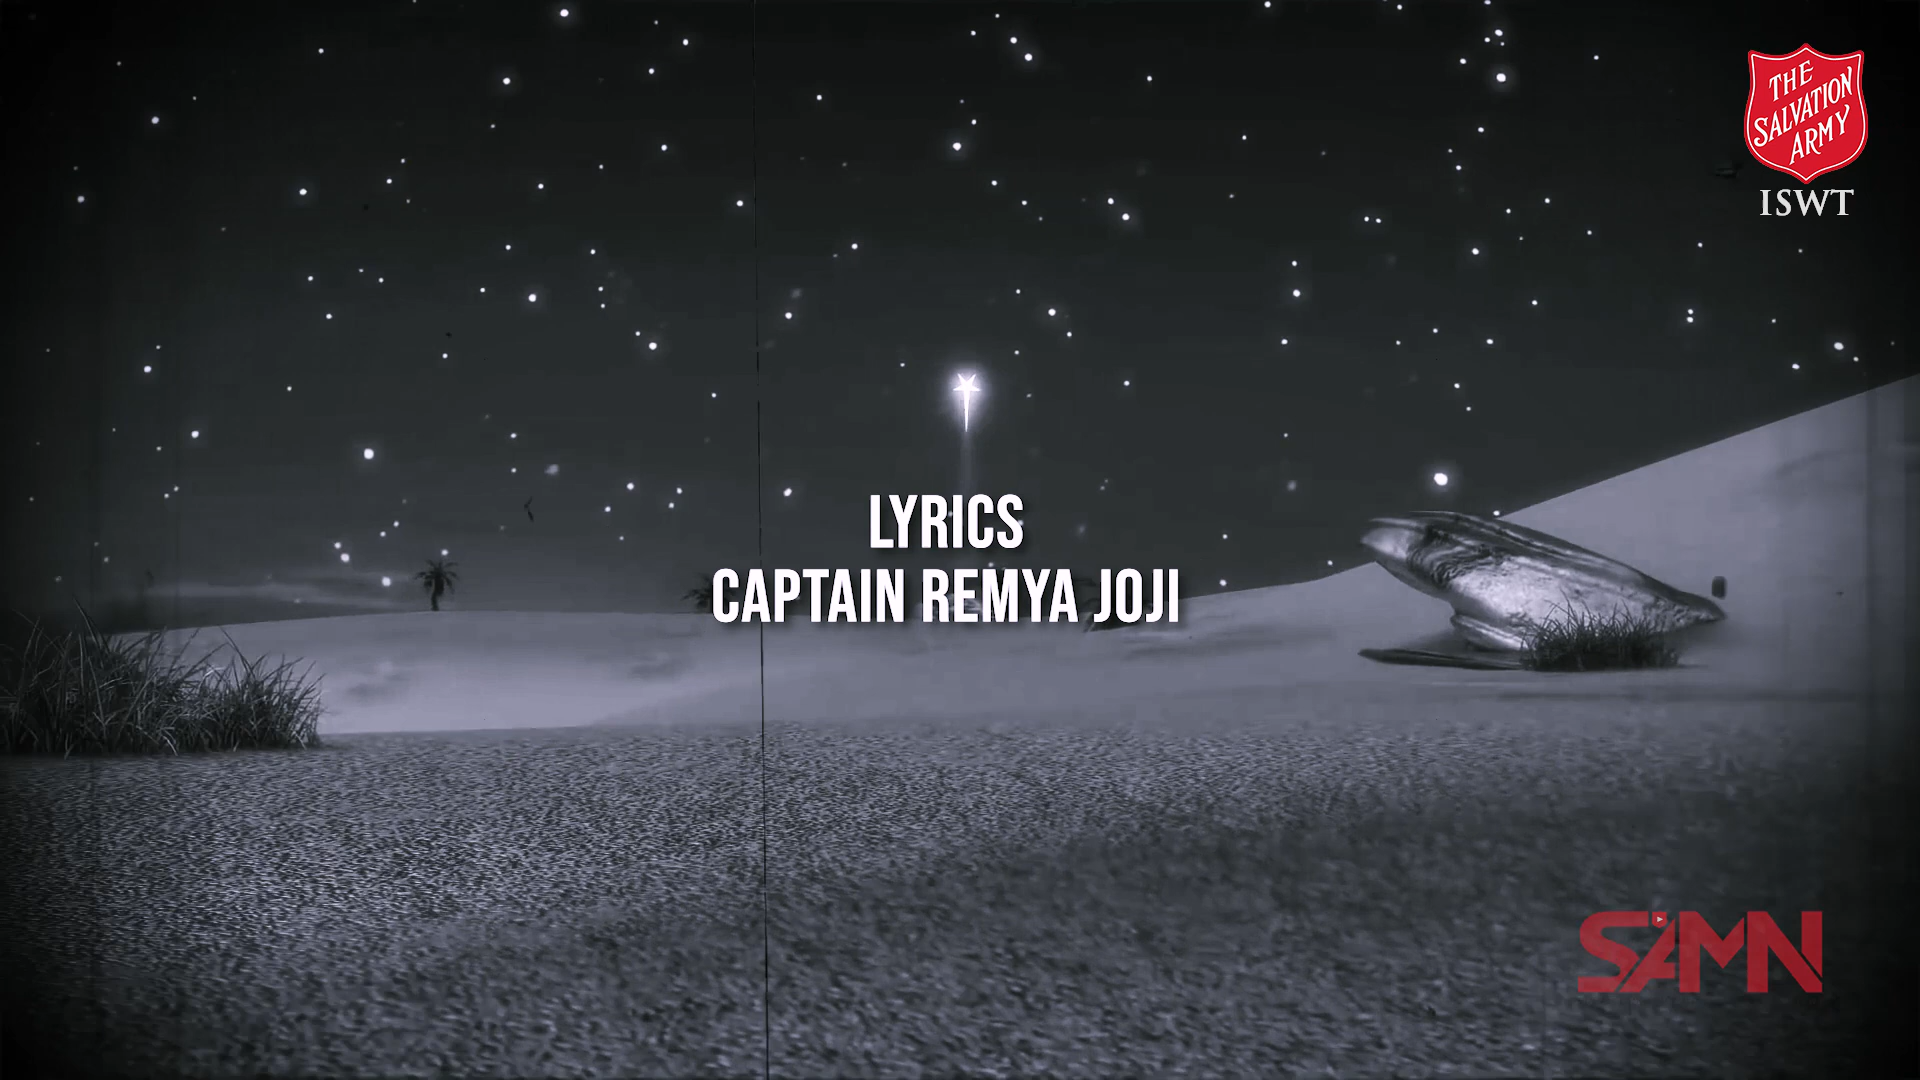 THE
SALVATION
ARMY
ISWT
LYRICS
CAPTAIN REMYA JOJI
SAMN